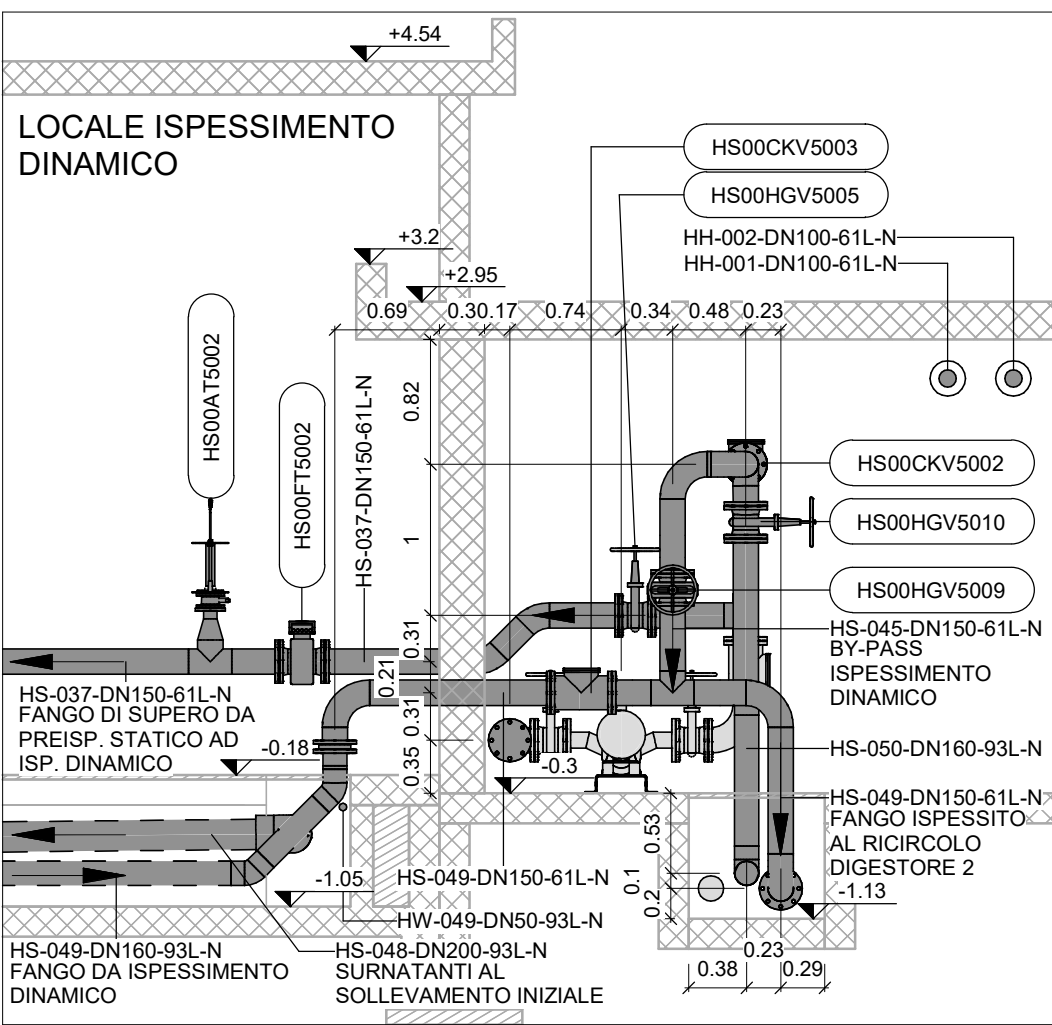 +4.54
LOCALE ISPESSIMENTO
DINAMICO
HS00CKV5003
HS00HGV5005
HH-002-DN100-61L-N
HH-001-DN100-61L-N
+3.2
+2.95
0.69
0.30
0.17
0.74
0.34
0.48
0.23
HS00AT5002
HS00FT5002
HS-037-DN150-61L-N
0.82
1
0.31
0.21
0.31
0.35
HS00CKV5002
HS00HGV5010
HS00HGV5009
HS-045-DN150-61L-N
BY-PASS
ISPESSIMENTO
DINAMICO
HS-037-DN150-61L-N
FANGO DI SUPERO DA
PREISP. STATICO AD
ISP. DINAMICO
-0.18
-0.3
HS-050-DN160-93L-N
HS-049-DN150-61L-N
FANGO ISPESSITO
AL RICIRCOLO
DIGESTORE 2
-1.13
0.53
0.1
0.2
-1.05
HS-049-DN150-61L-N
HW-049-DN50-93L-N
HS-049-DN160-93L-N
FANGO DA ISPESSIMENTO
DINAMICO
HS-048-DN200-93L-N
SURNATANTI AL
SOLLEVAMENTO INIZIALE
0.23
0.38
0.29